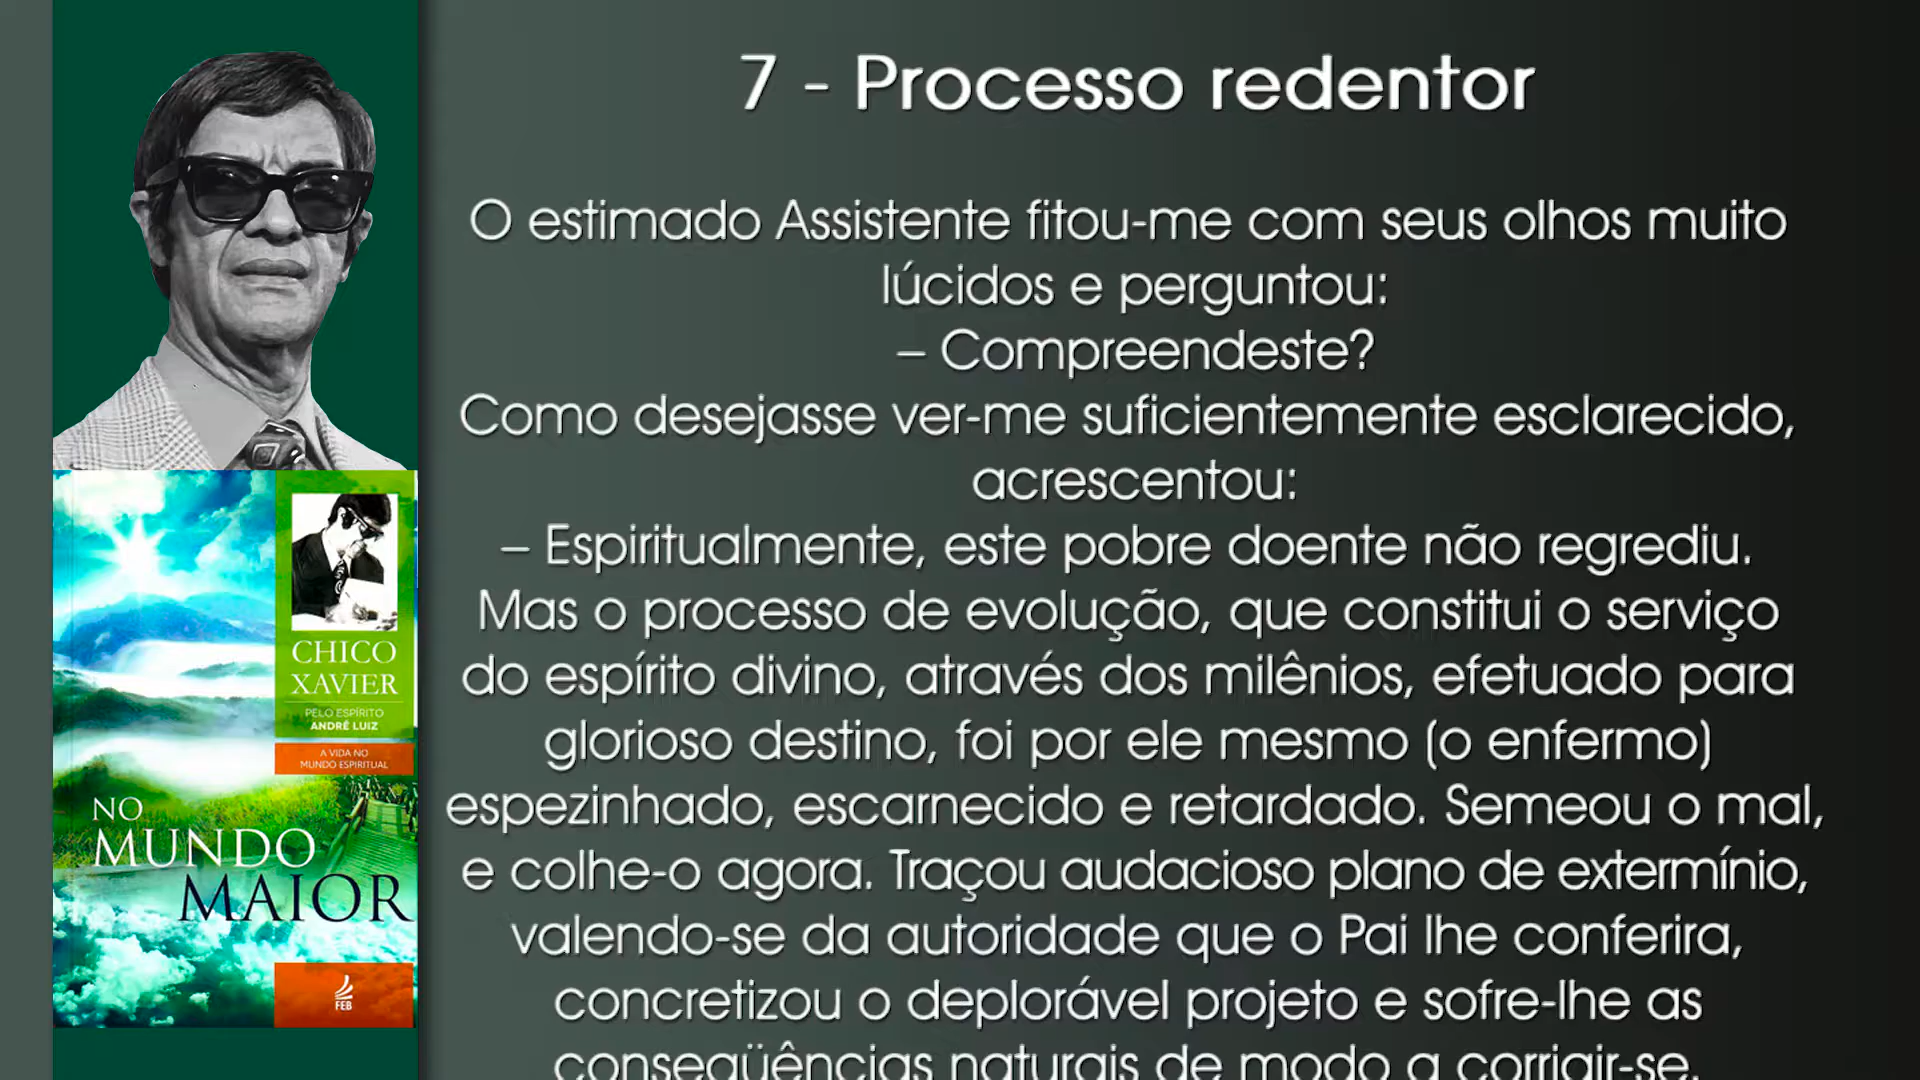 7 - Processo redentor
O estimado Assistente fitou-me com seus olhos muito
lúcidos e perguntou:
– Compreendeste?
Como desejasse ver-me suficientemente esclarecido,
acrescentou:
– Espiritualmente, este pobre doente não regrediu.
Mas o processo de evolução, que constitui o serviço
do espírito divino, através dos milênios, efetuado para
glorioso destino, foi por ele mesmo (o enfermo)
espezinhado, escarnecido e retardado. Semeou o mal,
e colhe-o agora. Traçou audacioso plano de extermínio,
valendo-se da autoridade que o Pai lhe conferira,
concretizou o deplorável projeto e sofre-lhe as
conseqüências naturais de modo a corrigir-se.
CHICO
XAVIER
PELO ESPÍRITO
ANDRÉ LUIZ
A VIDA NO
MUNDO ESPIRITUAL
NO
MUNDO
MAIOR
FEB